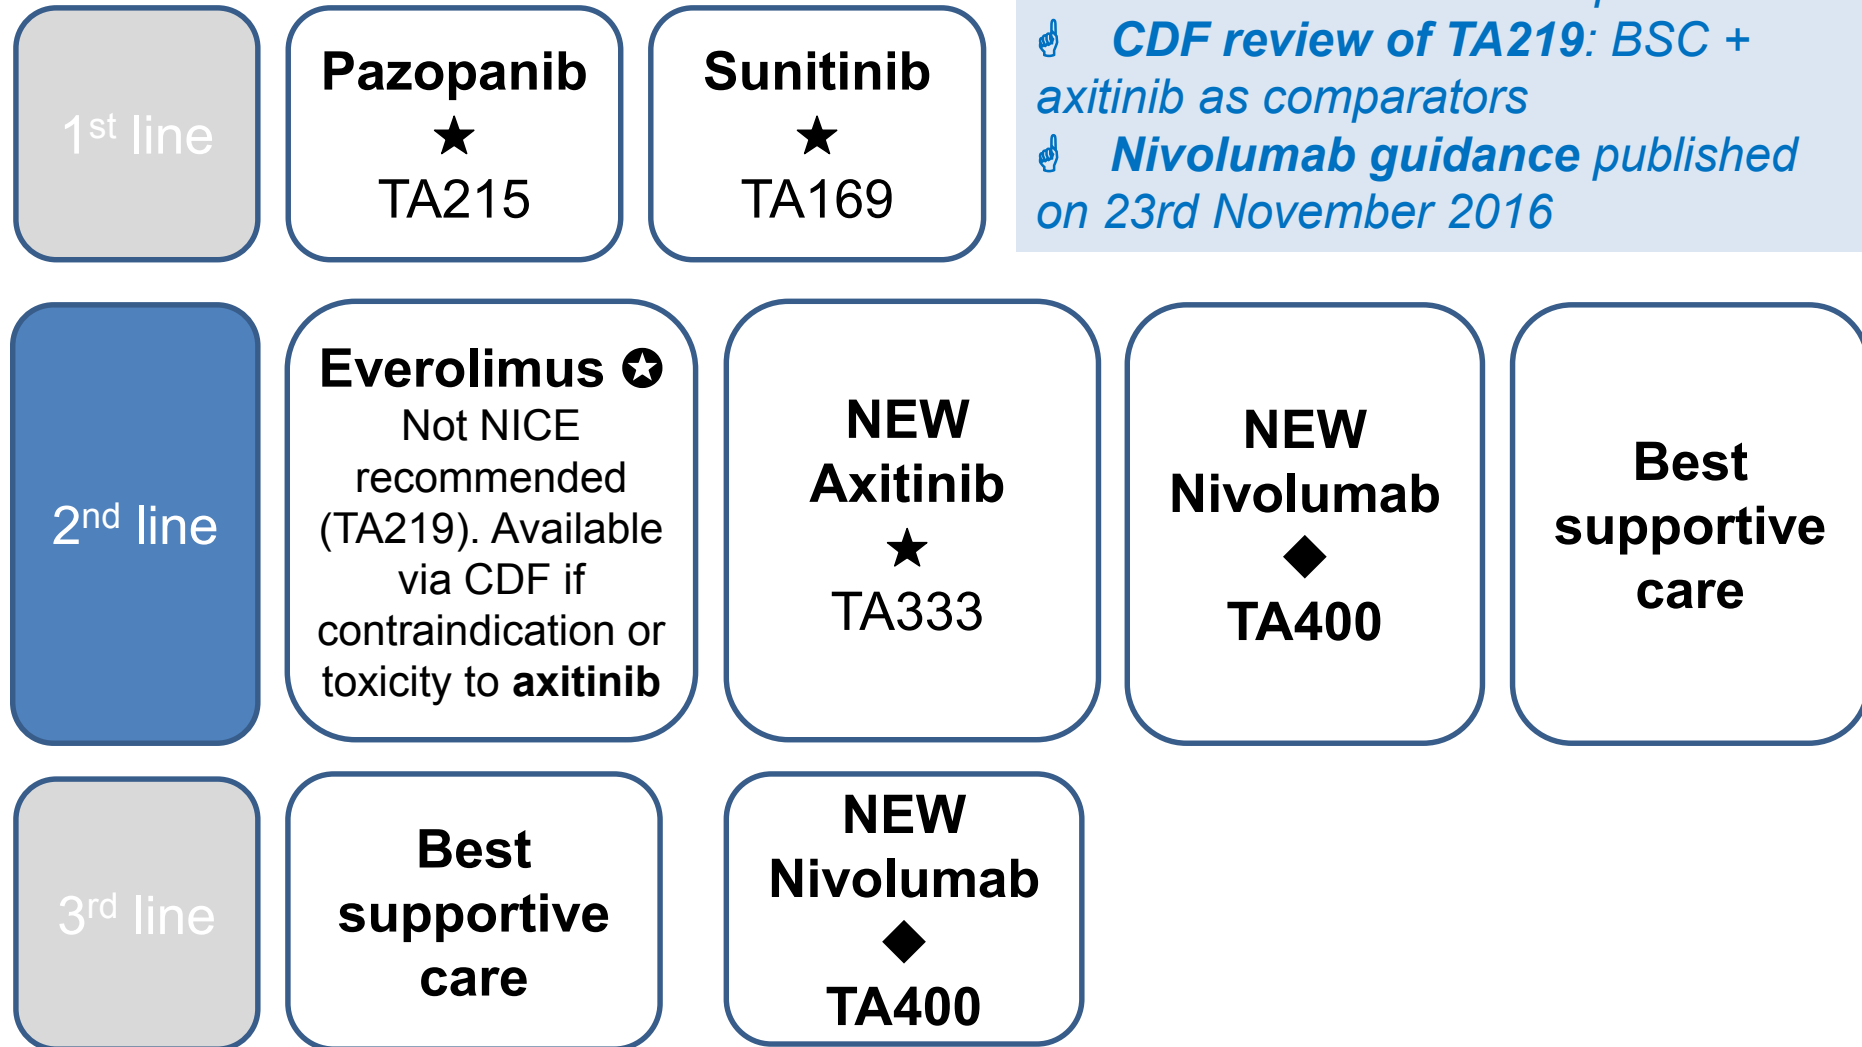 1st line
Pazopanib
★
TA215
Sunitinib
★
TA169
☝ CDF review of TA219: BSC +
axitinib as comparators
☝ Nivolumab guidance published
on 23rd November 2016
2nd line
Everolimus ✪
Not NICE
recommended
(TA219). Available
via CDF if
contraindication or
toxicity to axitinib
NEW
Axitinib
★
TA333
NEW
Nivolumab
◆
TA400
Best
supportive
care
3rd line
Best
supportive
care
NEW
Nivolumab
◆
TA400